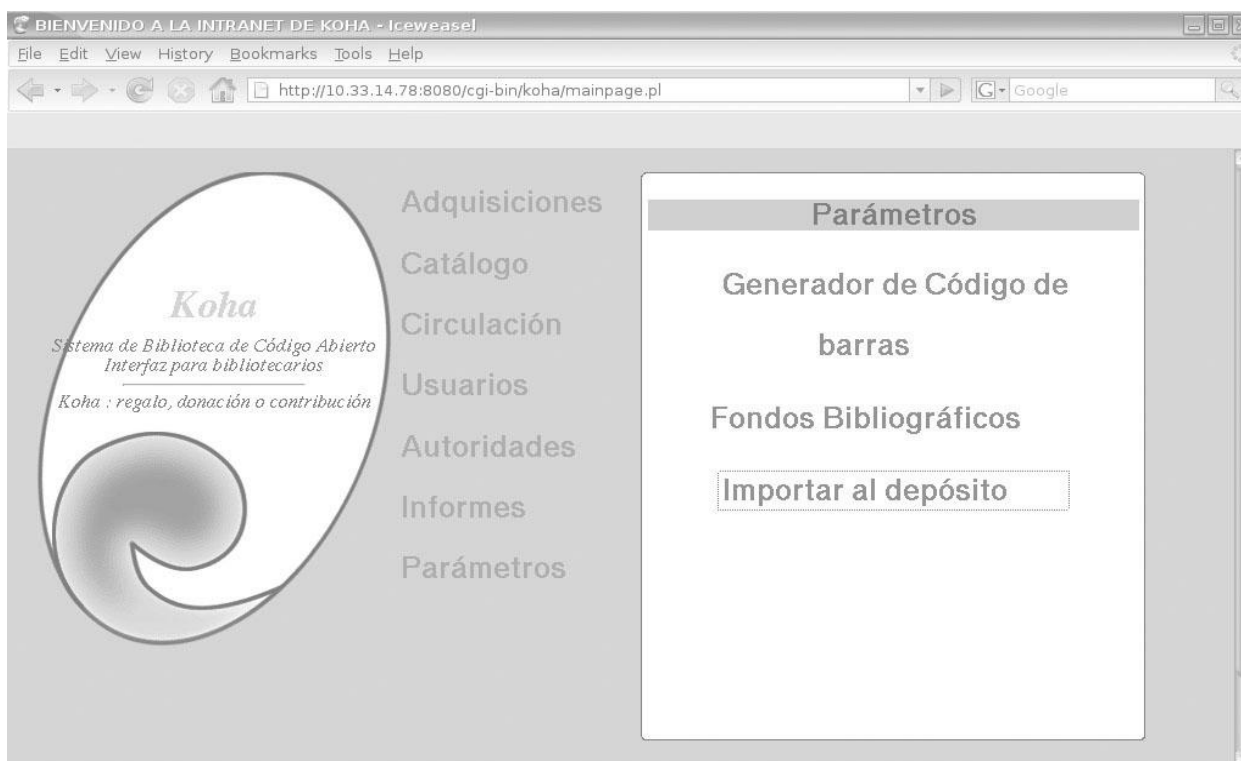 BIENVENIDO A LA INTRANET DE KOHA - Iceweasel
File Edit View History Bookmarks Tools Help
http://10.33.14.78:8080/cgi-bin/koha/mainpage.pl
G Google
Koha
Sistema de Biblioteca de Código Abierto
Interfaz para bibliotecarios
Koha : regalo, donación o contribución
Adquisiciones
Catálogo
Circulación
Usuarios
Autoridades
Informes
Parámetros
Parámetros
Generador de Código de
barras
Fondos Bibliográficos
Importar al depósito